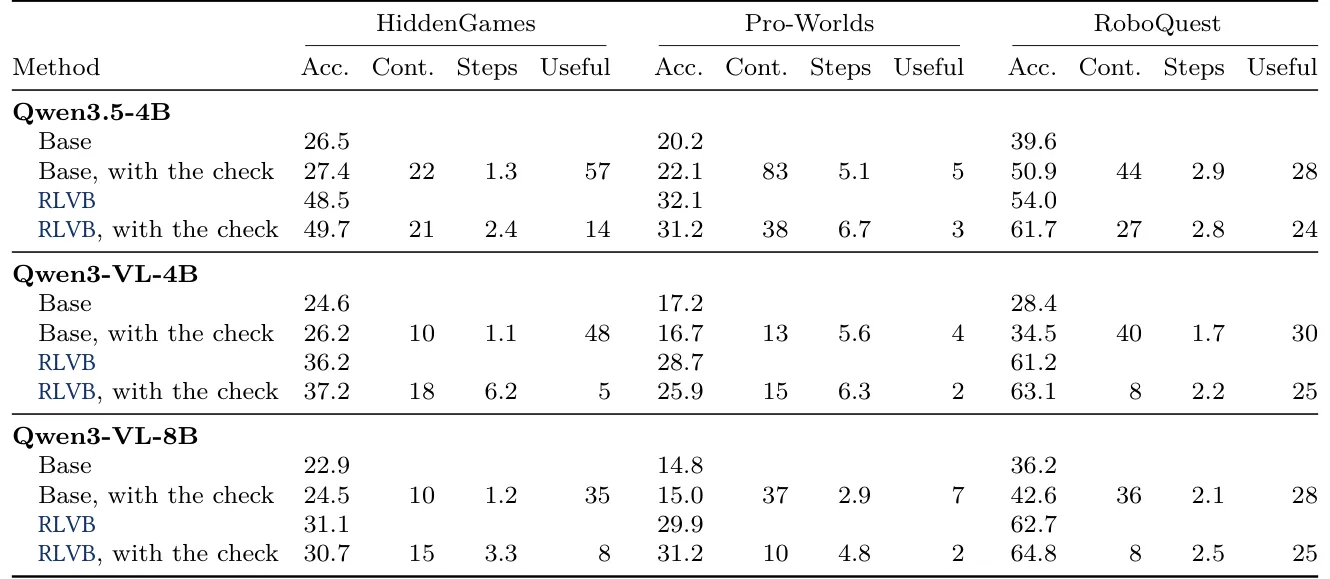 HiddenGames Pro-Worlds RoboQuest
Method Acc. Cont. Steps Useful Acc. Cont. Steps Useful Acc. Cont. Steps Useful
Qwen3.5-4B
Base 26.5 20.2 39.6
Base, with the check 27.4 22 1.3 57 22.1 83 5.1 5 50.9 44 2.9 28
RLVB 48.5 32.1 54.0
RLVB, with the check 49.7 21 2.4 14 31.2 38 6.7 3 61.7 27 2.8 24
Qwen3-VL-4B
Base 24.6 17.2 28.4
Base, with the check 26.2 10 1.1 48 16.7 13 5.6 4 34.5 40 1.7 30
RLVB 36.2 28.7 61.2
RLVB, with the check 37.2 18 6.2 5 25.9 15 6.3 2 63.1 8 2.2 25
Qwen3-VL-8B
Base 22.9 14.8 36.2
Base, with the check 24.5 10 1.2 35 15.0 37 2.9 7 42.6 36 2.1 28
RLVB 31.1 29.9 62.7
RLVB, with the check 30.7 15 3.3 8 31.2 10 4.8 2 64.8 8 2.5 25